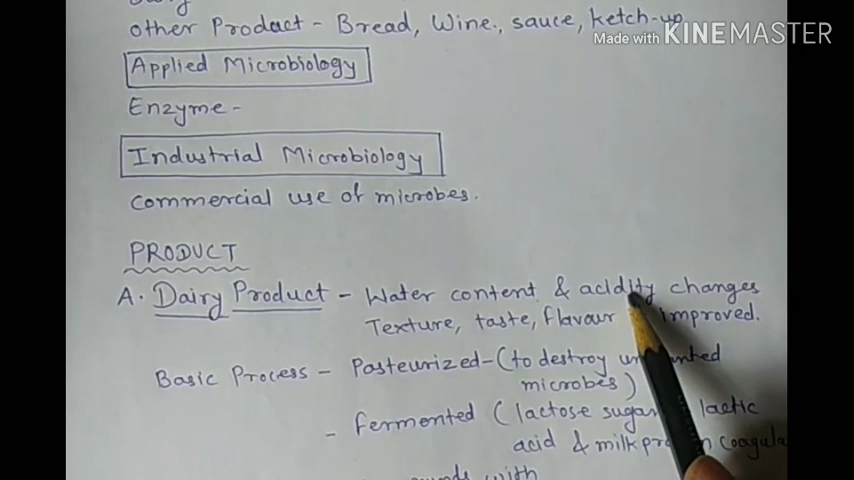 other Product - Bread, Wine, sauce, ketch-up
Made with KINEMASTER
Applied Microbiology
Enzyme -
Industrial Microbiology
commercial use of microbes.
PRODUCT
A. Dairy Product - Water content & acidity changes
Texture, taste, flavour improved.
Basic Process - Pasteurized - (to destroy
microbes)
- Fermented (lactose sugar lactic
acid & milk
with